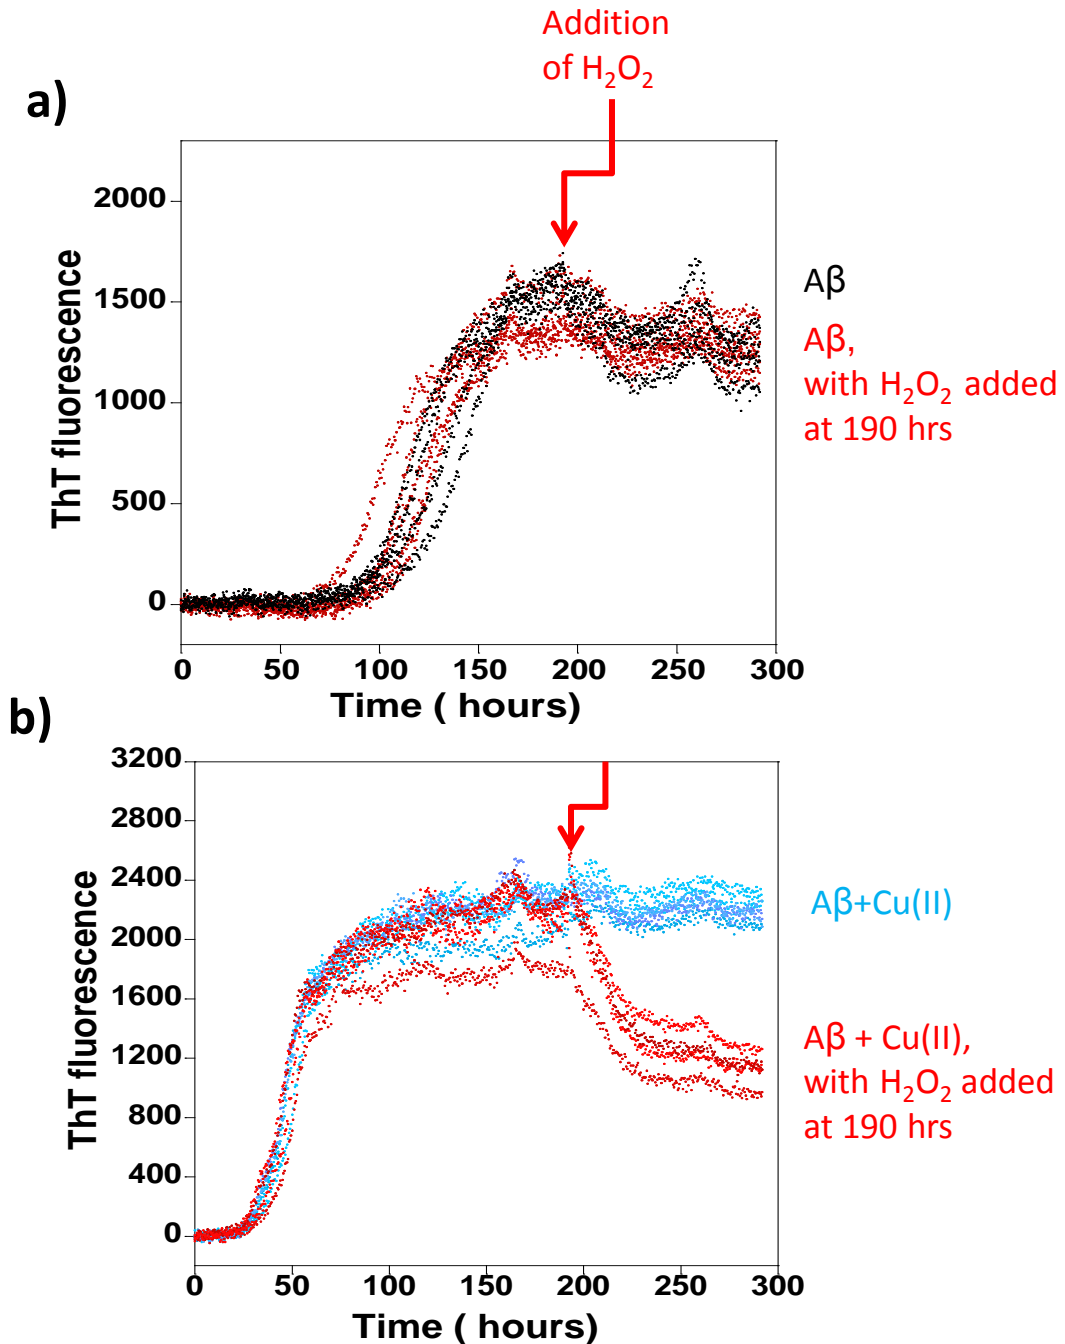 Addition
of H₂O₂
a)
2000
1500
1000
500
0
ThT fluorescence
0 50 100 150 200 250 300
Time ( hours)
Aβ
Aβ,
with H₂O₂ added
at 190 hrs
b)
3200
2800
2400
2000
1600
1200
800
400
0
ThT fluorescence
0 50 100 150 200 250 300
Time ( hours)
Aβ+Cu(II)
Aβ + Cu(II),
with H₂O₂ added
at 190 hrs